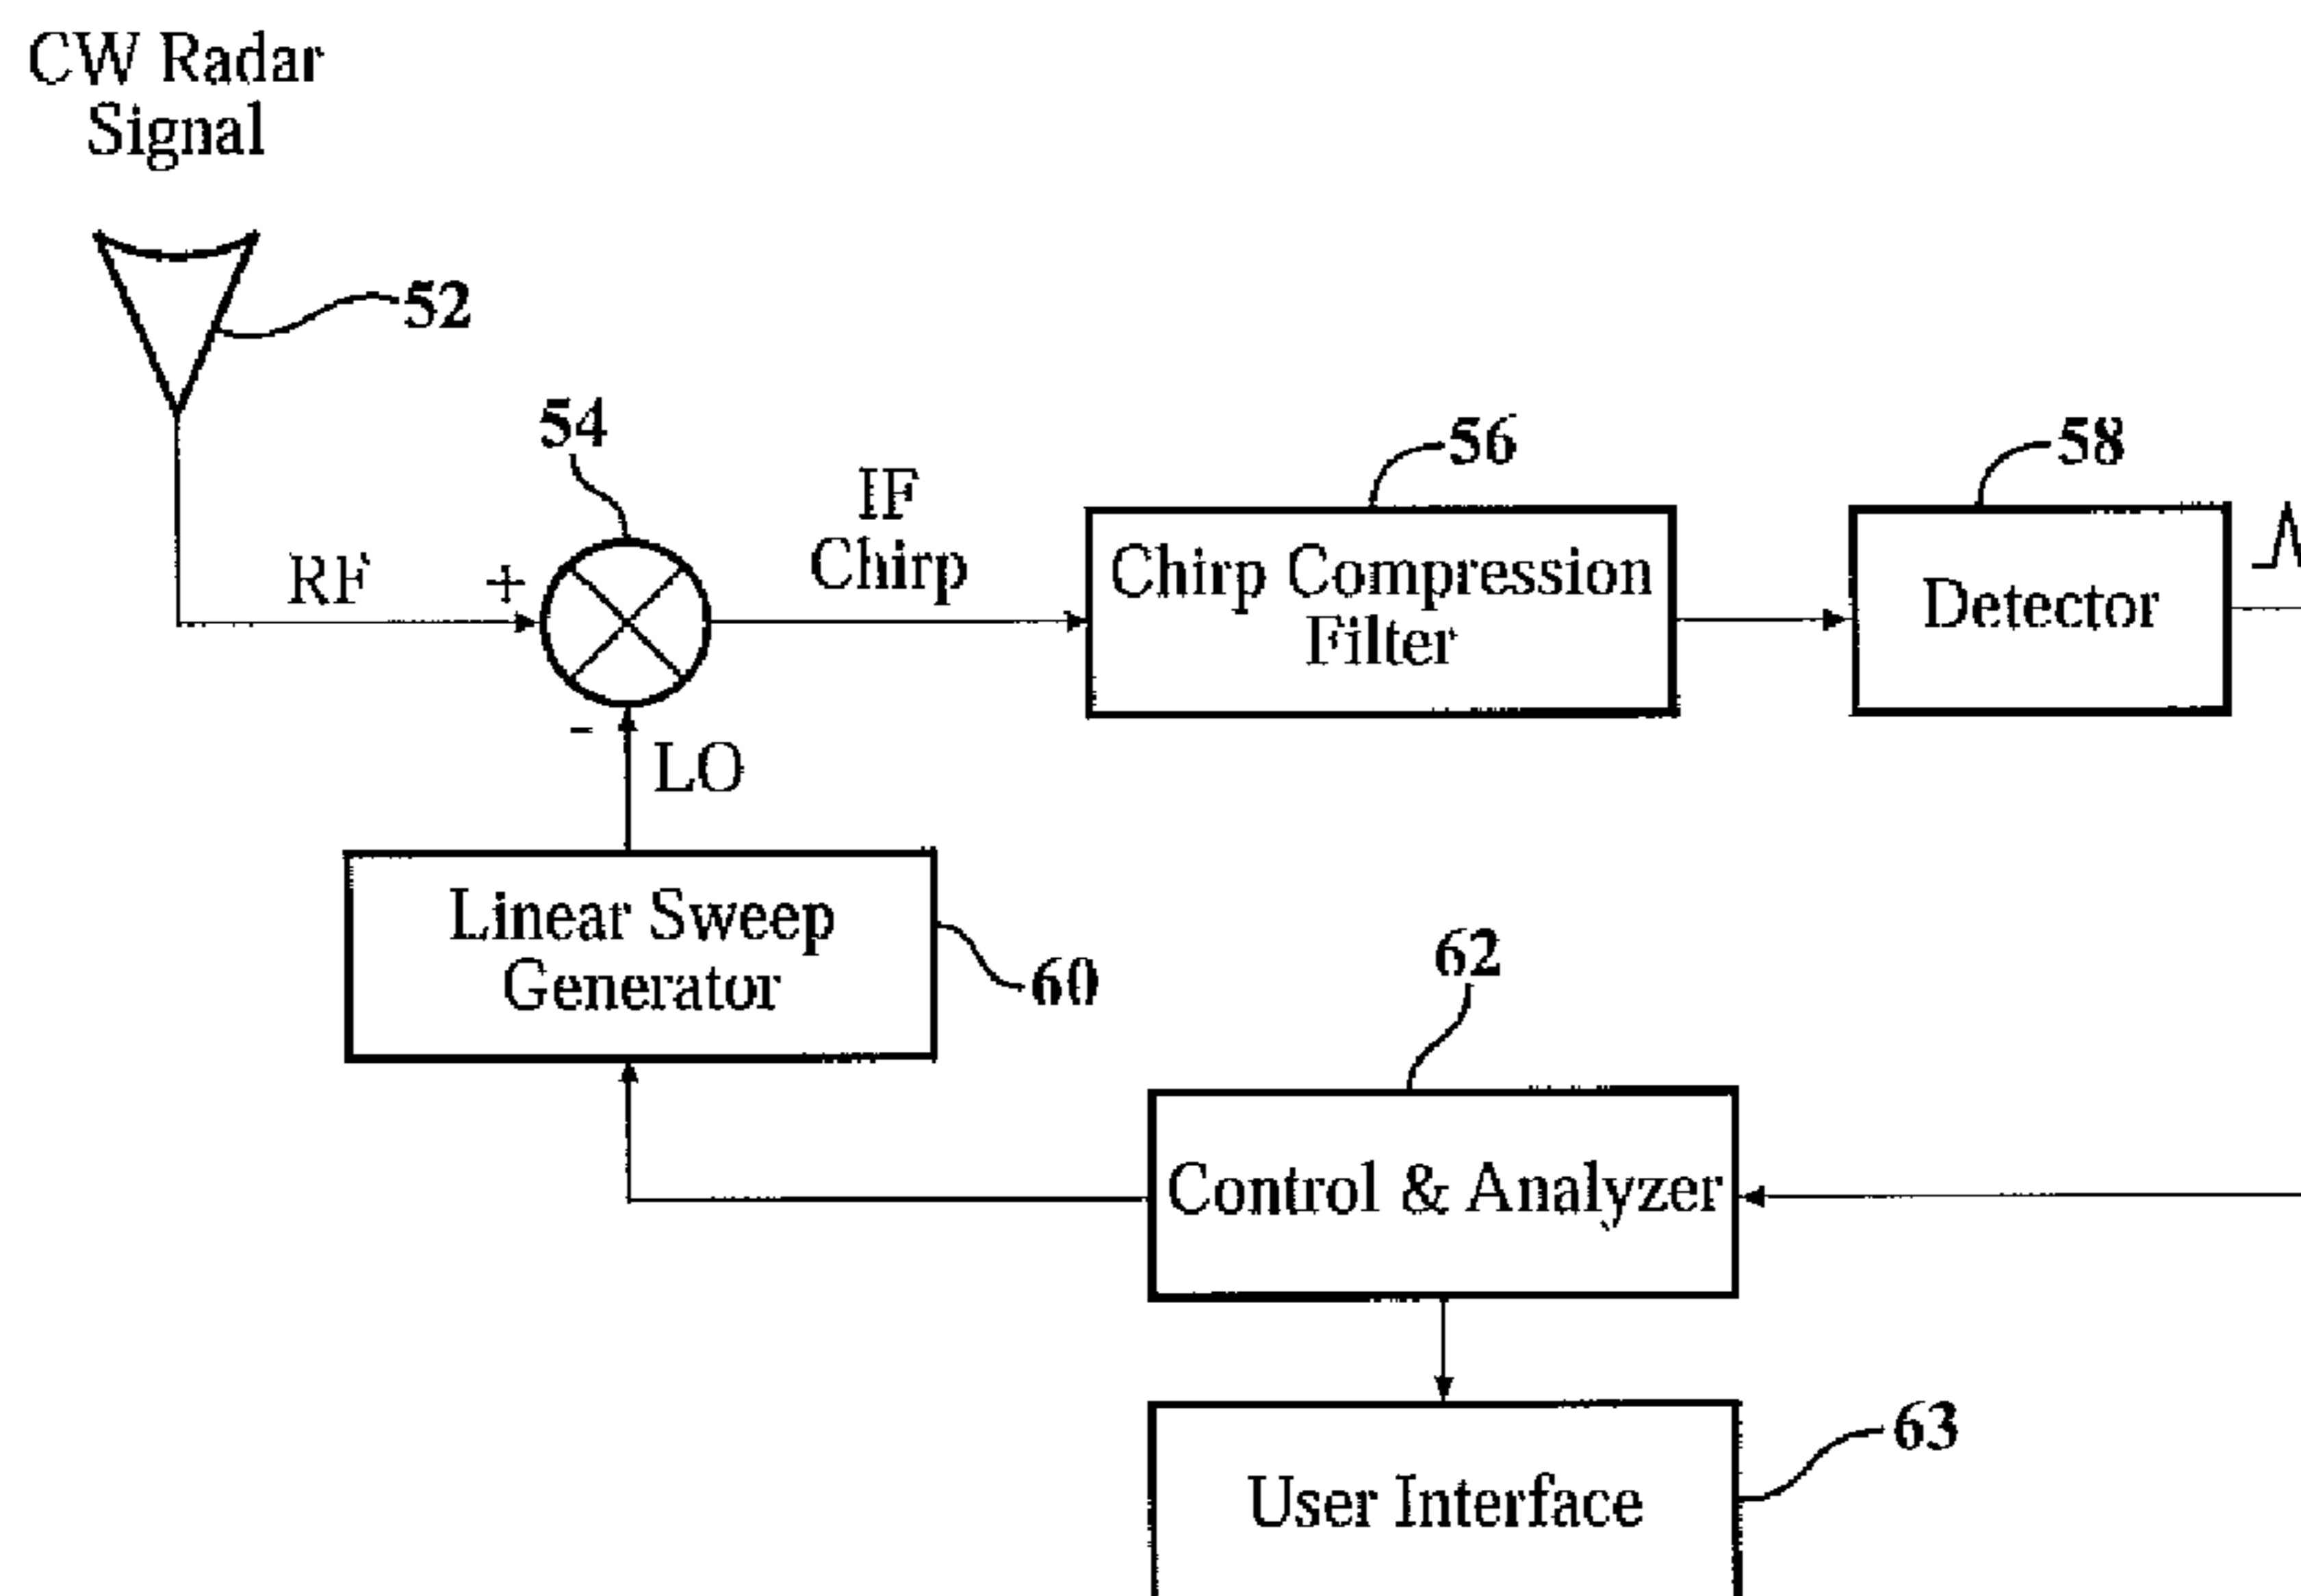 CW Radar
Signal
52
54
56
58
RF
+
IF
Chirp
Chirp Compression
Filter
Detector
-
LO
Linear Sweep
Generator
60
62
Control & Analyzer
63
User Interface